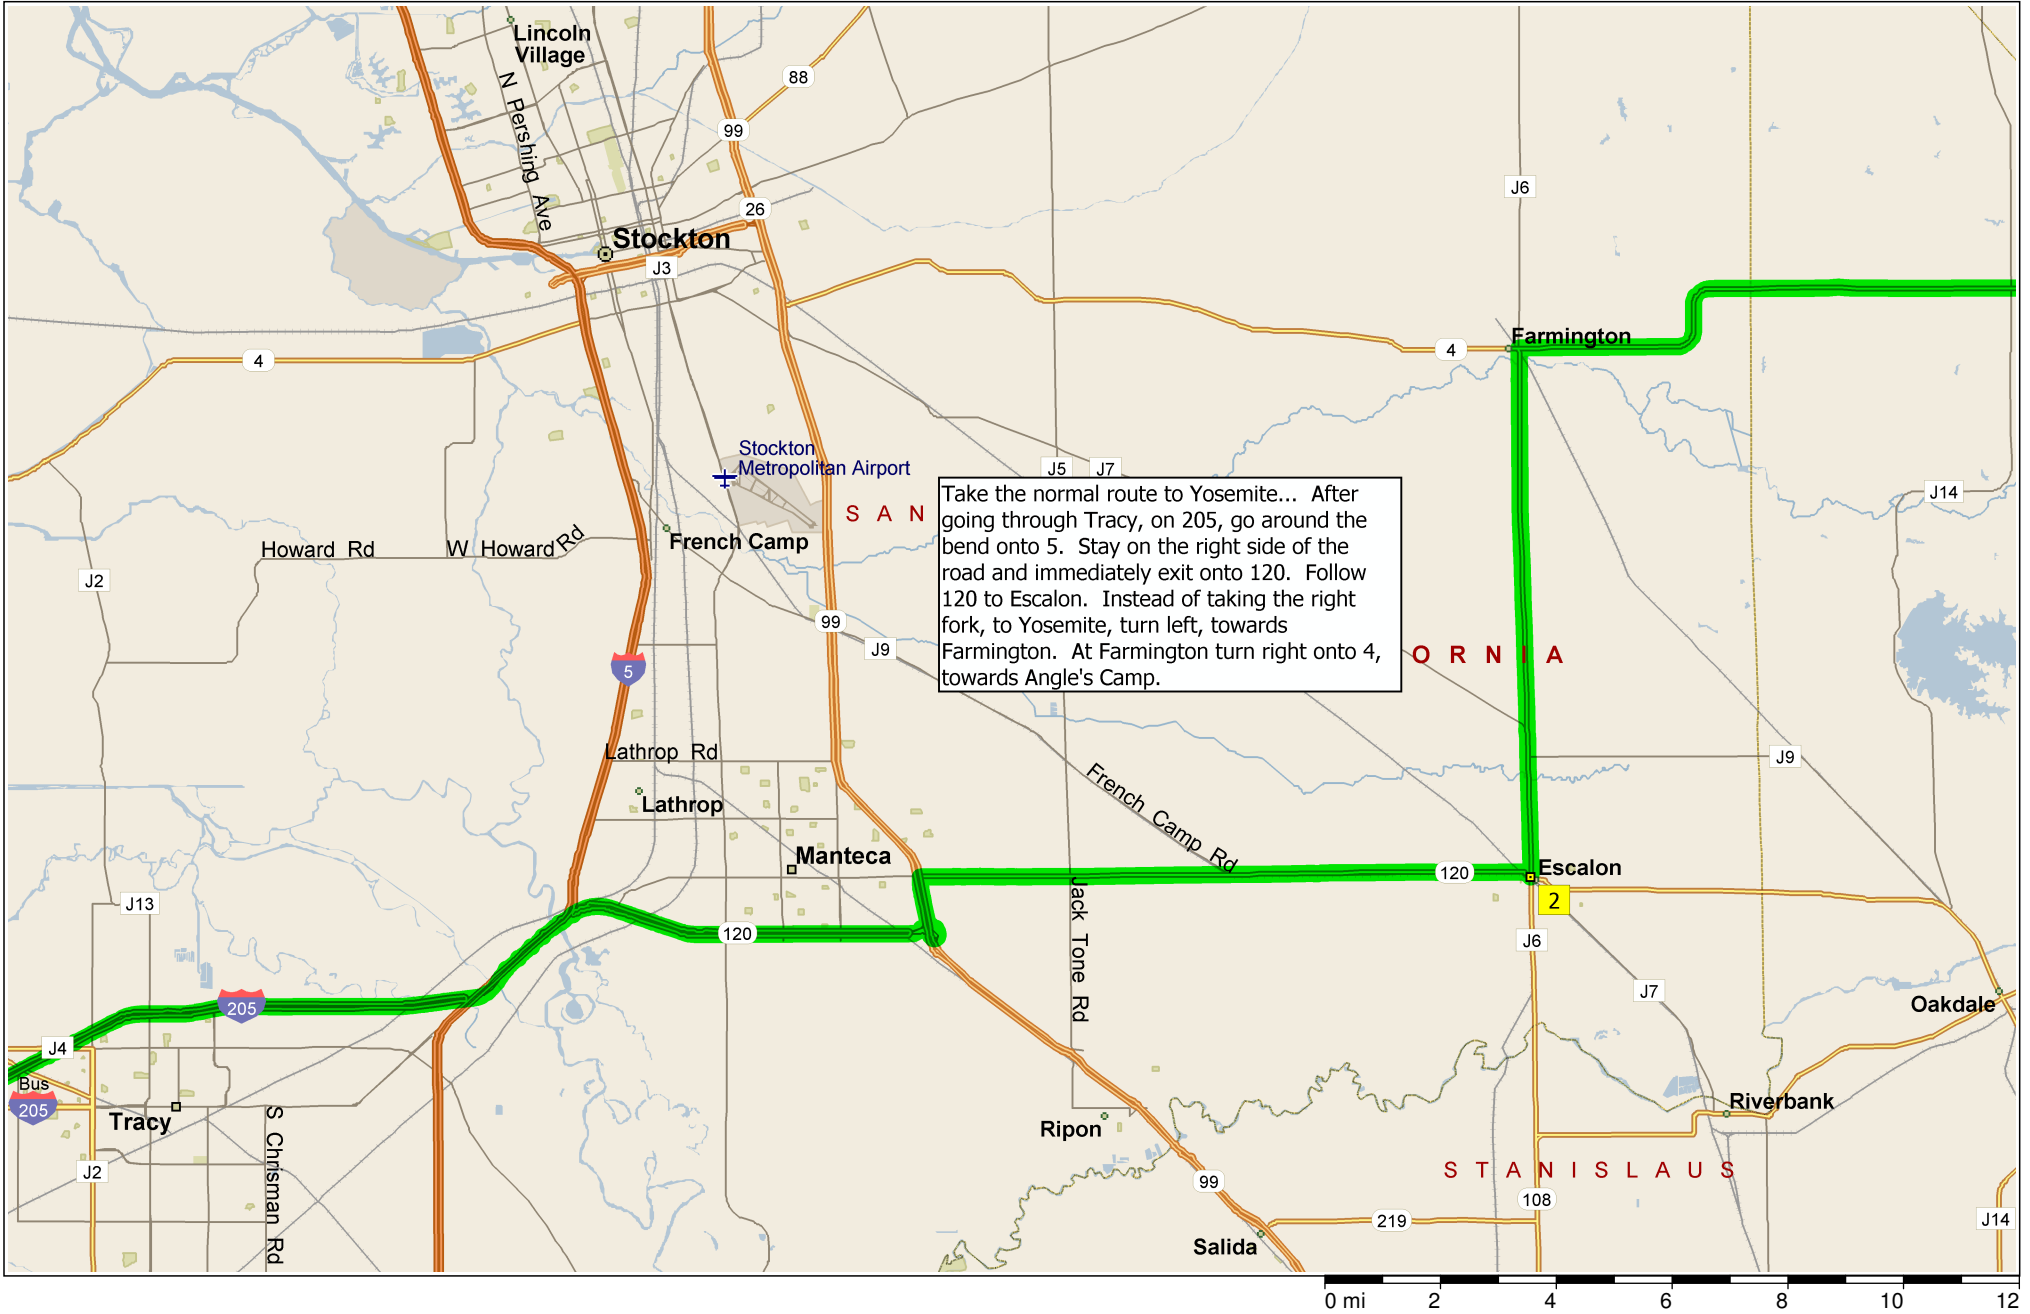 Lincoln
Village
N Pershing Ave
88
99
26
Stockton
J3
J6
4
Farmington
4
Stockton
Metropolitan Airport
J5
J7
J14
SAN
Take the normal route to Yosemite... After
going through Tracy, on 205, go around the
bend onto 5. Stay on the right side of the
road and immediately exit onto 120. Follow
120 to Escalon. Instead of taking the right
fork, to Yosemite, turn left, towards
Farmington. At Farmington turn right onto 4,
towards Angle's Camp.
ORNIA
French Camp
Howard Rd
W Howard Rd
J2
99
J9
5
Lathrop Rd
J9
Lathrop
French Camp Rd
Manteca
120
Escalon
2
J13
Jack Tone Rd
120
J6
J7
Oakdale
205
J4
Bus
205
Tracy
S Chrisman Rd
J2
Ripon
Riverbank
STANISLAUS
99
108
219
J14
Salida
0 mi
2
4
6
8
10
12